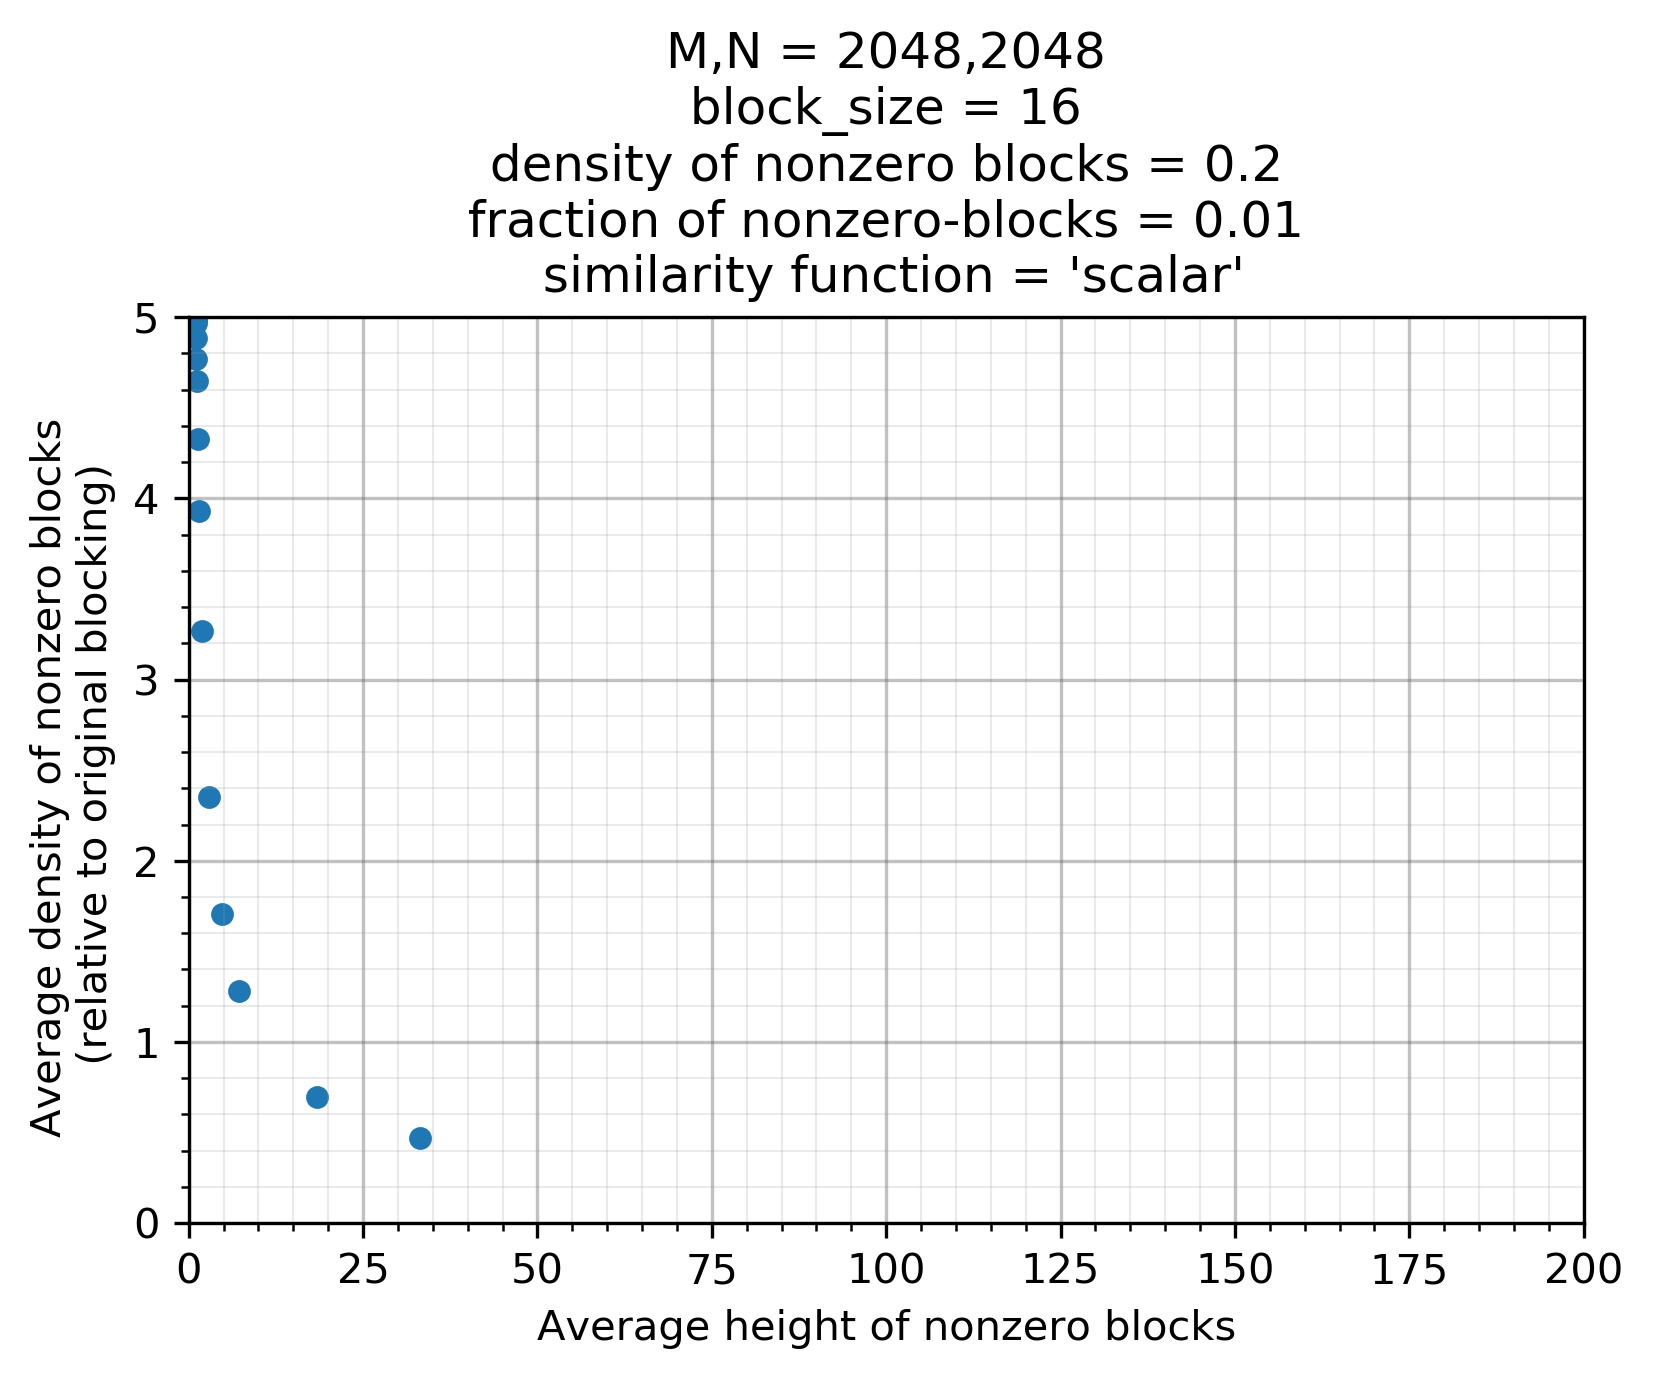 M,N = 2048,2048
block_size = 16
density of nonzero blocks = 0.2
fraction of nonzero-blocks = 0.01
similarity function = 'scalar'
Average density of nonzero blocks
(relative to original blocking)
5
4
3
2
1
0
0 25 50 75 100 125 150 175 200
Average height of nonzero blocks